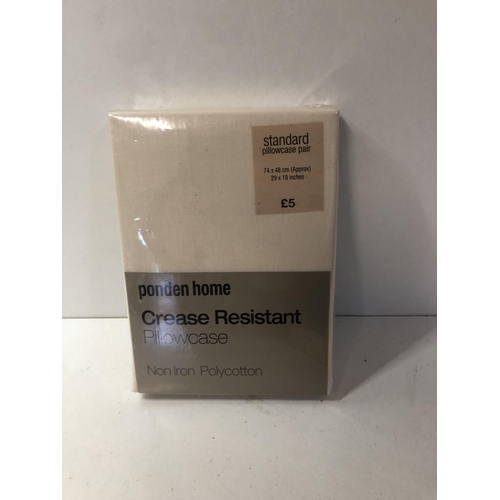 standard
pillowcase pair
74 x 48 cm (Approx)
29 x 19 inches
£5
ponden home
Crease Resistant
Pillowcase
Non Iron Polycotton